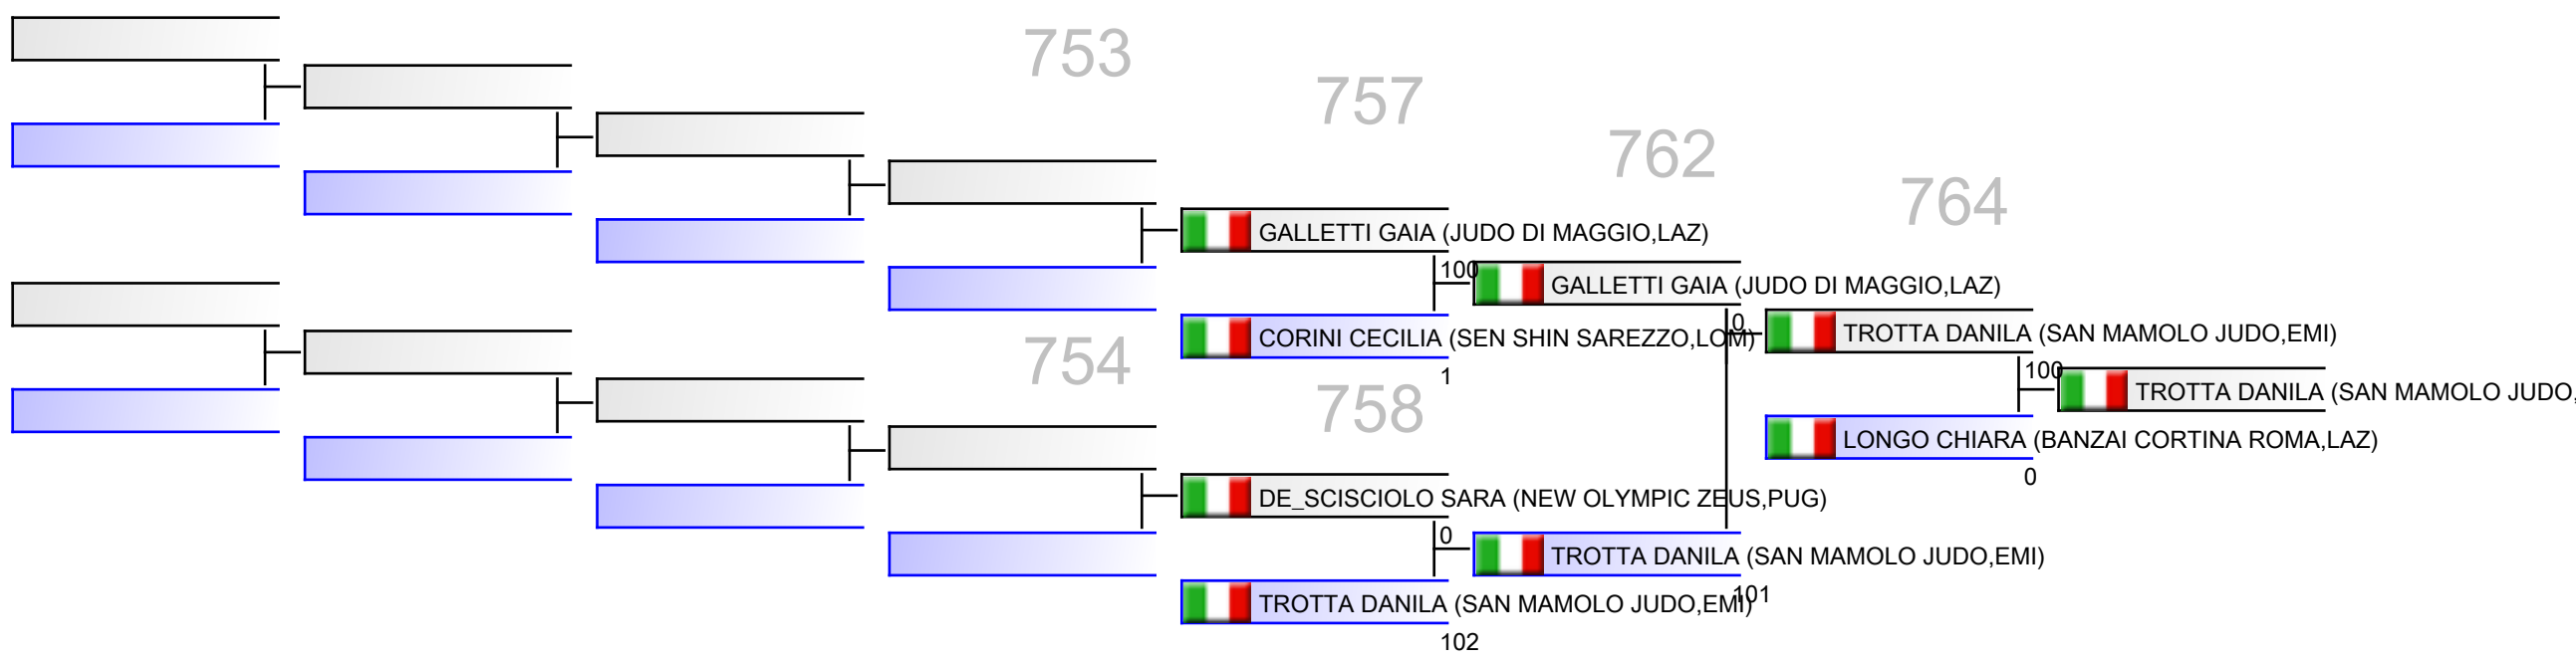 753
757
762
764
GALLETTI GAIA (JUDO DI MAGGIO,LAZ)
100
GALLETTI GAIA (JUDO DI MAGGIO,LAZ)
CORINI CECILIA (SEN SHIN SAREZZO,LOM)
1
0
TROTTA DANILA (SAN MAMOLO JUDO,EMI)
100
TROTTA DANILA (SAN MAMOLO JUDO,
LONGO CHIARA (BANZAI CORTINA ROMA,LAZ)
0
754
758
DE_SCISCIOLO SARA (NEW OLYMPIC ZEUS,PUG)
0
TROTTA DANILA (SAN MAMOLO JUDO,EMI)
101
TROTTA DANILA (SAN MAMOLO JUDO,EMI)
102